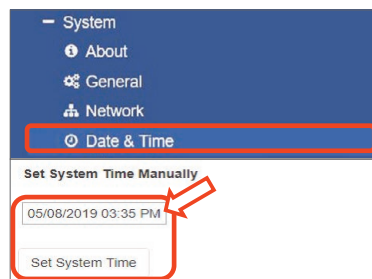 − System
About
General
Network
Date & Time
Set System Time Manually
05/08/2019 03:35 PM
Set System Time